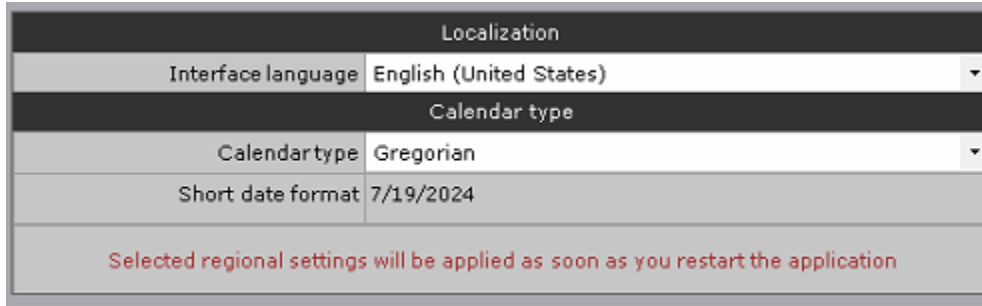 Localization
Interface language English (United States)
Calendar type
Calendar type Gregorian
Short date format 7/19/2024
Selected regional settings will be applied as soon as you restart the application